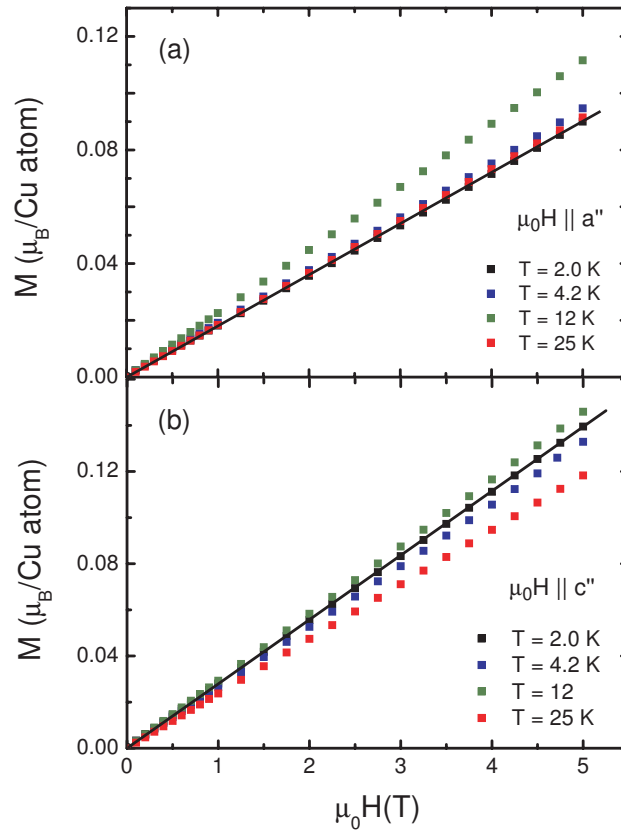 0.12
(a)
0.08
M (μB/Cu atom)
0.04
μ0H || a"
T = 2.0 K
T = 4.2 K
T = 12 K
T = 25 K
0.00
(b)
0.12
0.08
M (μB/Cu atom)
μ0H || c"
0.04
T = 2.0 K
T = 4.2 K
T = 12
T = 25 K
0.00
0 1 2 3 4 5
μ0H(T)